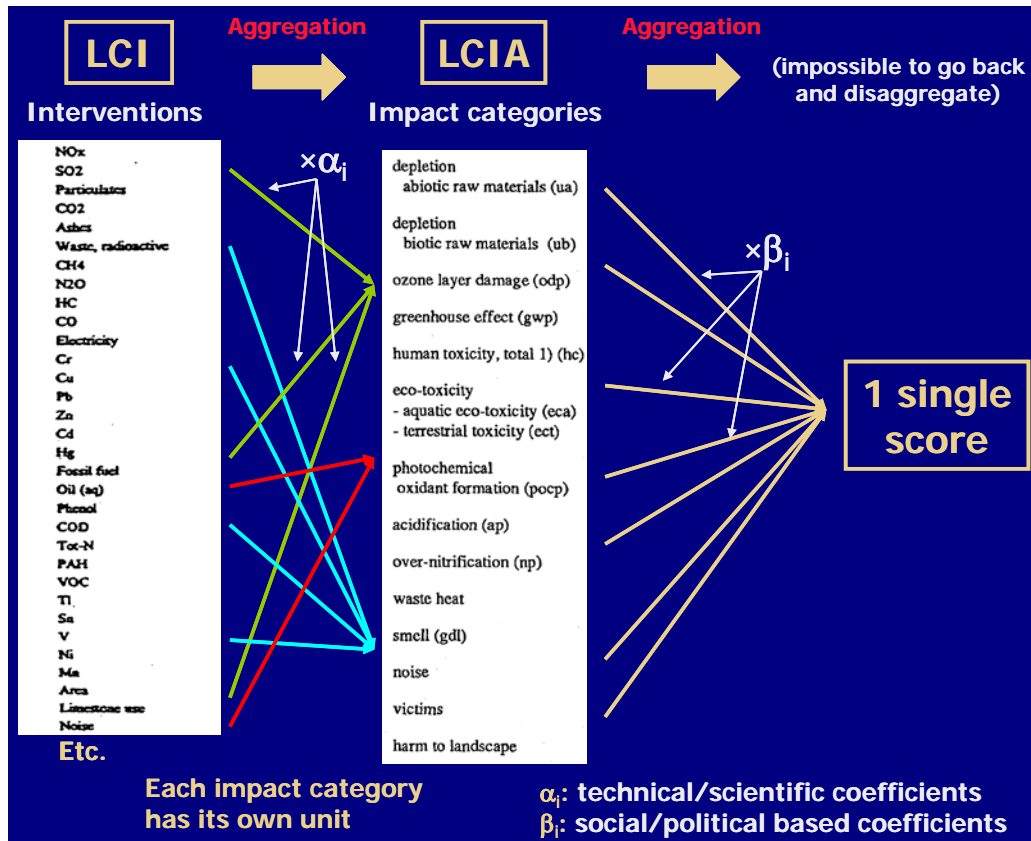 LCI
Aggregation
LCIA
Aggregation
(impossible to go back
and disaggregate)
Interventions
Impact categories
NOx
SO2
Particulates
CO2
Ashes
Waste, radioactive
CH4
N2O
HC
CO
Electricity
Cr
Cu
Pb
Zn
Cd
Hg
Fossil fuel
Oil (aq)
Phenol
COD
Tot-N
PAH
VOC
Tl
Sn
V
Ni
Mn
Area
Limestone use
Noise
Etc.
×αi
depletion
abiotic raw materials (ua)
depletion
biotic raw materials (ub)
ozone layer damage (odp)
greenhouse effect (gwp)
human toxicity, total 1) (hc)
eco-toxicity
- aquatic eco-toxicity (eca)
- terrestrial toxicity (ect)
photochemical
oxidant formation (pocp)
acidification (ap)
over-nitrification (np)
waste heat
smell (gdl)
noise
victims
harm to landscape
×βi
1 single
score
Each impact category
has its own unit
αi: technical/scientific coefficients
βi: social/political based coefficients